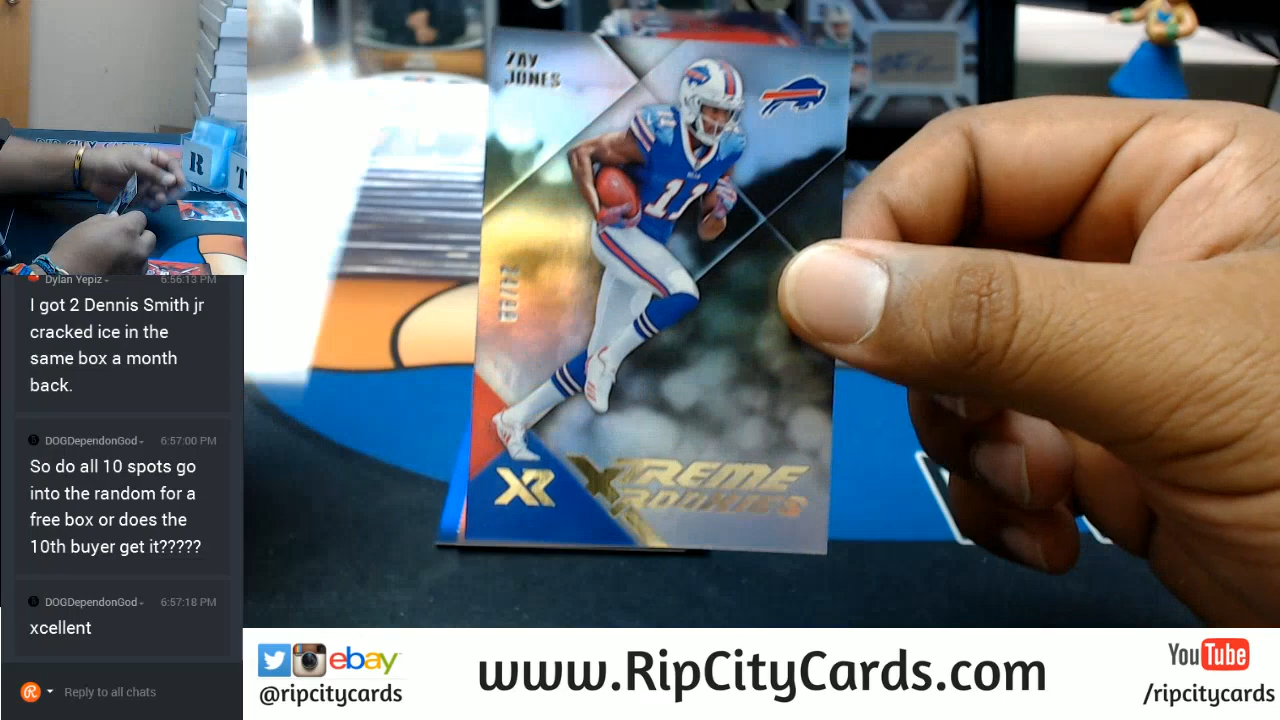 Dylan Yepiz
6:56:13 PM
I got 2 Dennis Smith jr
cracked ice in the
same box a month
back.
DOGDependonGod
6:57:00 PM
So do all 10 spots go
into the random for a
free box or does the
10th buyer get it?????
DOGDependonGod
6:57:18 PM
xcellent
Reply to all chats
ZAY
JONES
11
XR
XTREME
ROOKIES
R
T
ebay
@ripcitycards
www.RipCityCards.com
YouTube
/ripcitycards